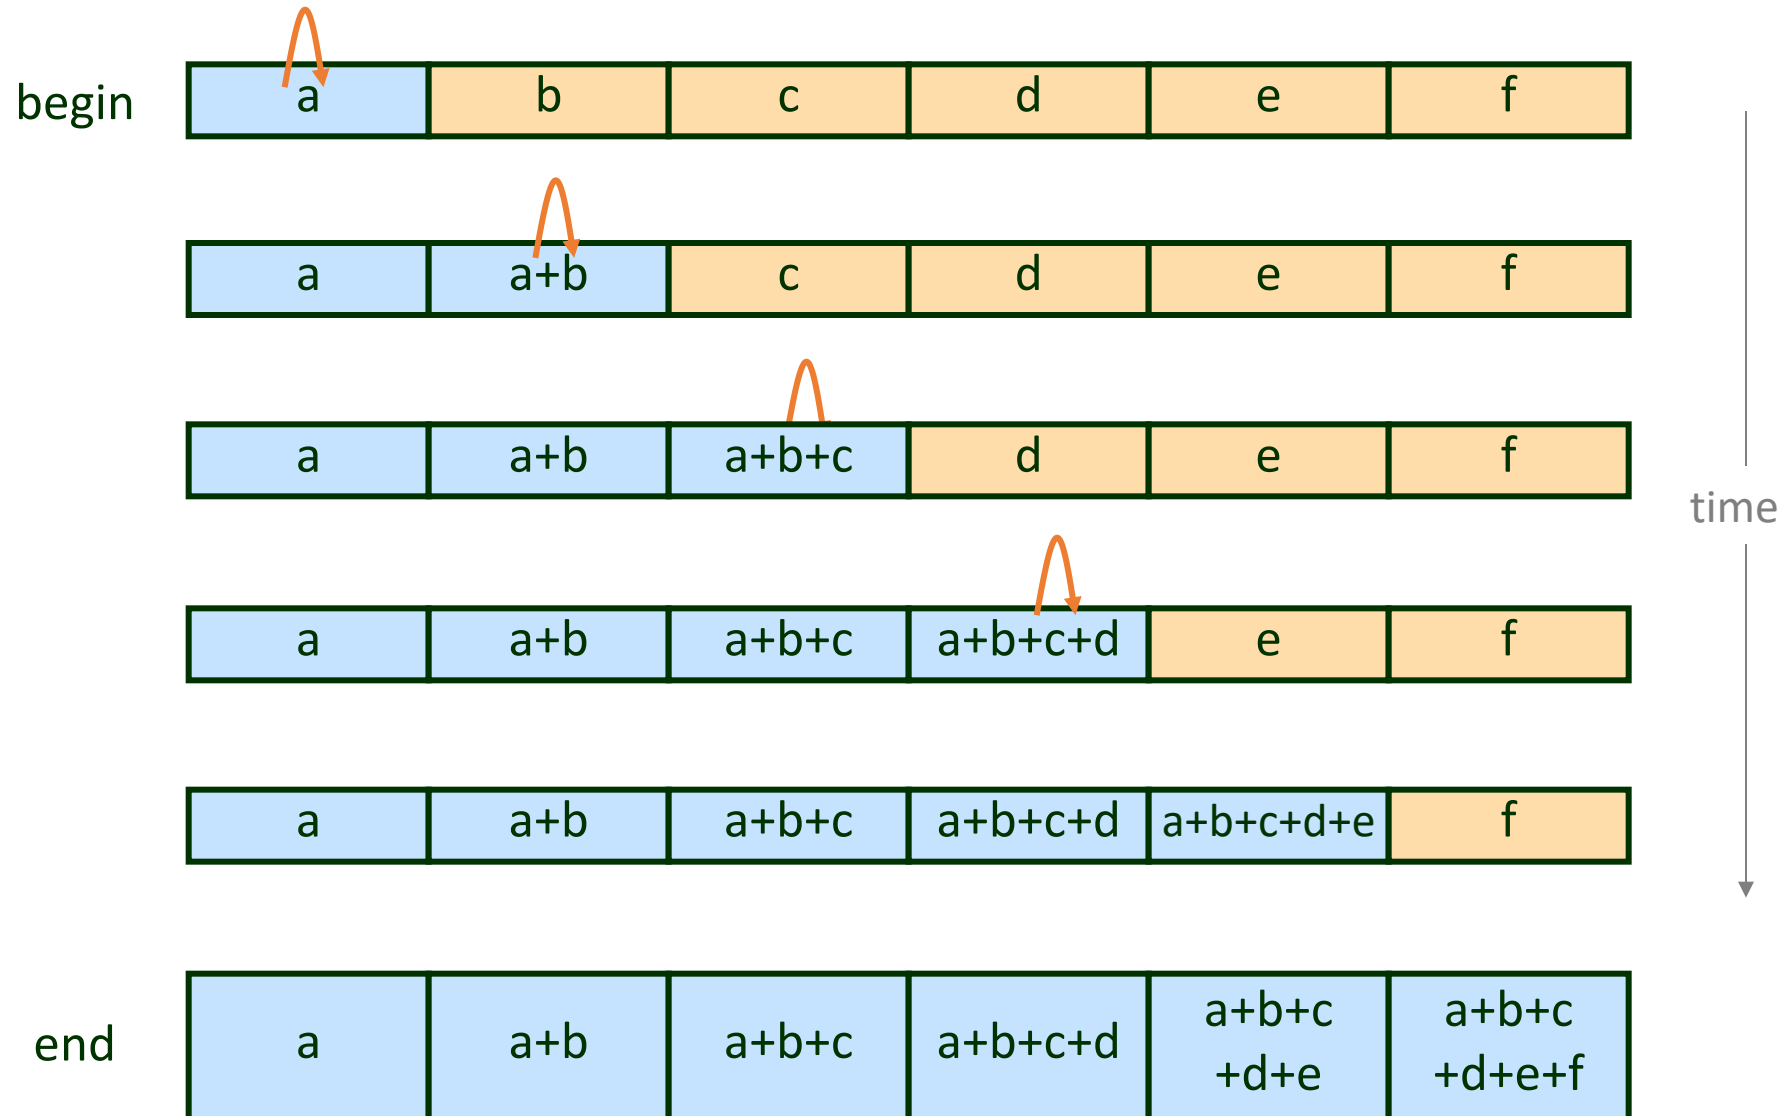 begin a b c d e f
a a+b c d e f
a a+b a+b+c d e f
time
a a+b a+b+c a+b+c+d e f
a a+b a+b+c a+b+c+d a+b+c+d+e f
end a a+b a+b+c a+b+c+d
a+b+c
+d+e
a+b+c
+d+e+f